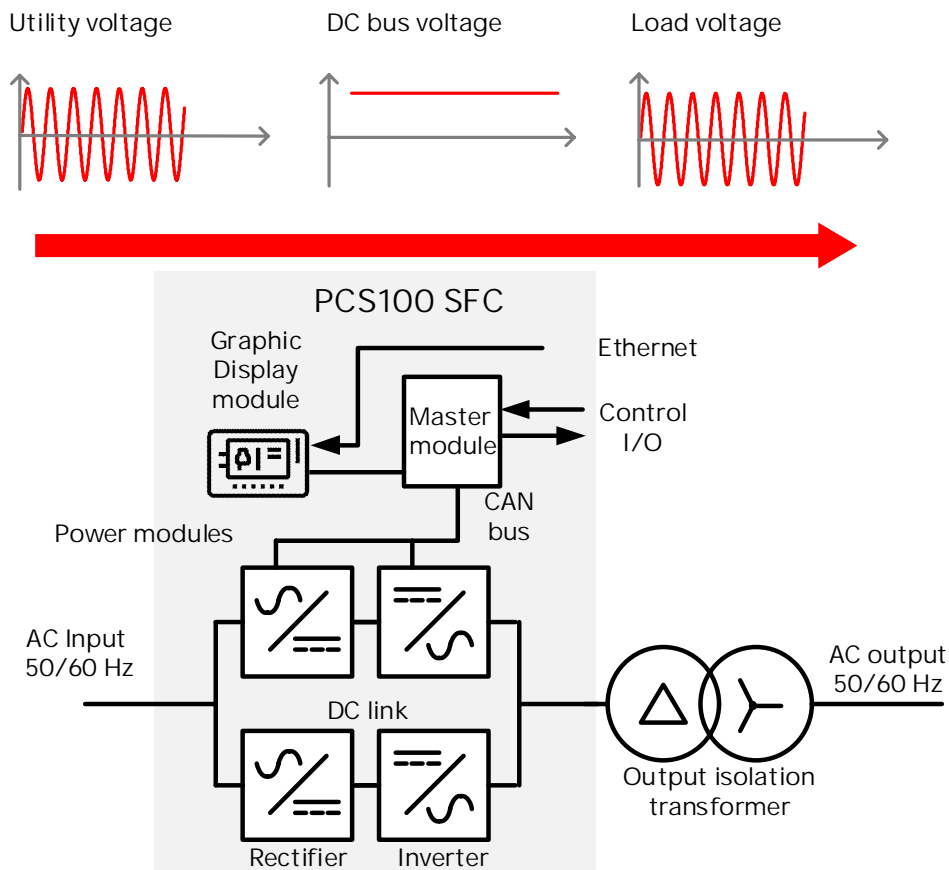 Utility voltage
DC bus voltage
Load voltage
PCS100 SFC
Graphic
Display
module
Ethernet
Master
module
Control
I/O
CAN
bus
Power modules
AC Input
50/60 Hz
DC link
AC output
50/60 Hz
Output isolation
transformer
Rectifier
Inverter